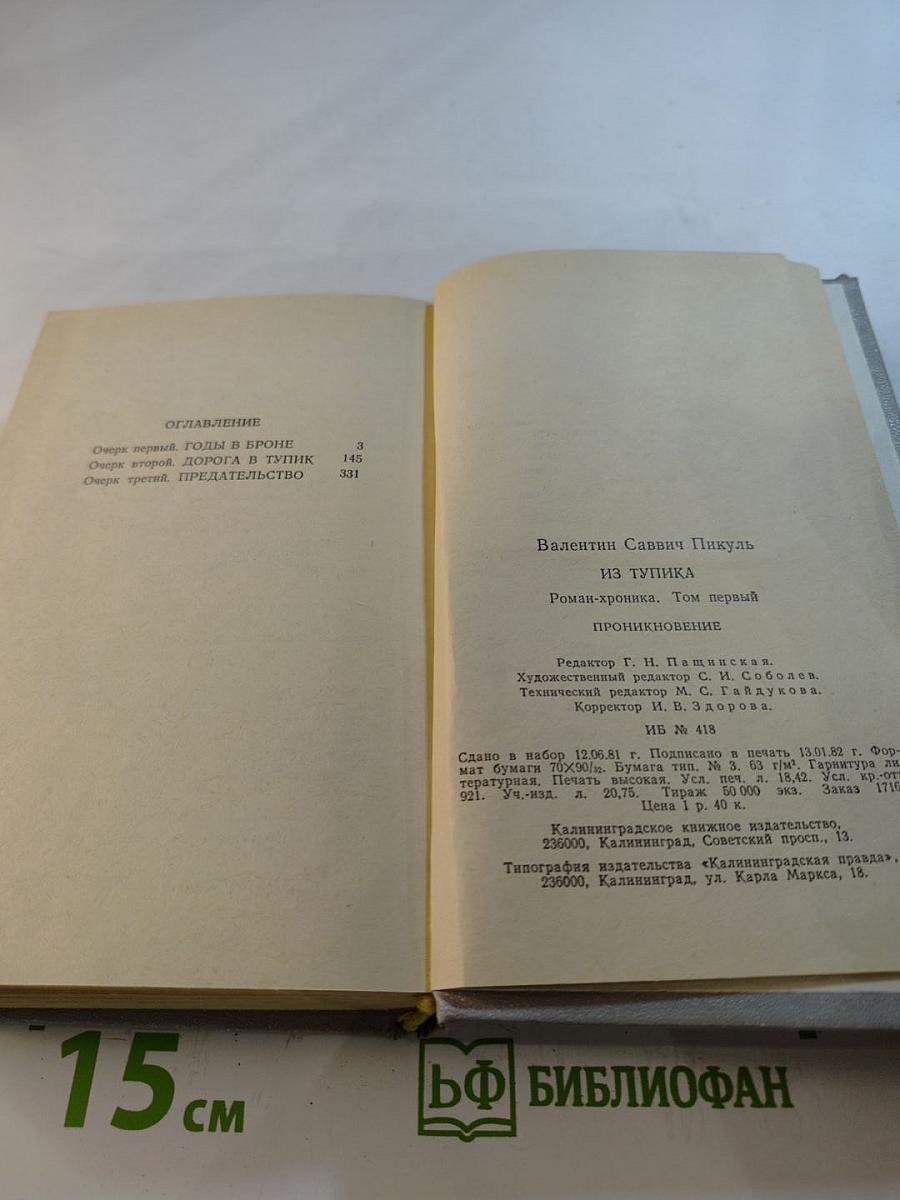 ОГЛАВЛЕНИЕ
Очерк первый. ГОДЫ В БРОНЕ 3
Очерк второй. ДОРОГА В ТУПИК 145
Очерк третий. ПРЕДАТЕЛЬСТВО 331
Валентин Саввич Пикуль
ИЗ ТУПИКА
Роман-хроника. Том первый
ПРОНИКНОВЕНИЕ
Редактор Г. Н. Пащинская.
Художественный редактор С. И. Соболев.
Технический редактор М. С. Гайдукова.
Корректор И. В. Здорова.
ИБ № 418
Сдано в набор 12.06.81 г. Подписано в печать 13.01.82 г. Фор-
мат бумаги 70×90/32. Бумага тип. № 3. 63 г/м². Гарнитура ли
тературная. Печать высокая. Усл. печ. л. 18,42. Усл. кр.-отт
921. Уч.-изд. л. 20,75. Тираж 50 000 экз. Заказ 1716
Цена 1 р. 40 к.
Калининградское книжное издательство,
236000, Калининград, Советский просп., 13.
Типография издательства «Калининградская правда»,
236000, Калининград, ул. Карла Маркса, 18.
15 см
БФ БИБЛИОФАН